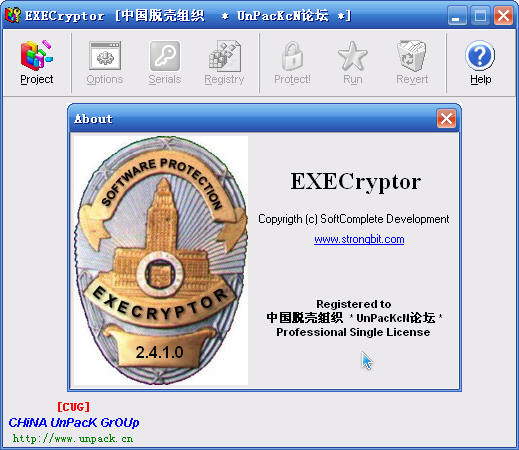 EXECryptor [中国脱壳组织 * UnPacKcN论坛 *]
Project Options Serials Registry Protect! Run Revert Help
About
SOFTWARE PROTECTION
EXECRYPTOR
2.4.1.0
EXECryptor
Copyrigth (c) SoftComplete Development
www.strongbit.com
Registered to
中国脱壳组织 * UnPacKcN论坛 *
Professional Single License
[CUG]
CHiNA UnPacK GrOUp
http://www.unpack.cn